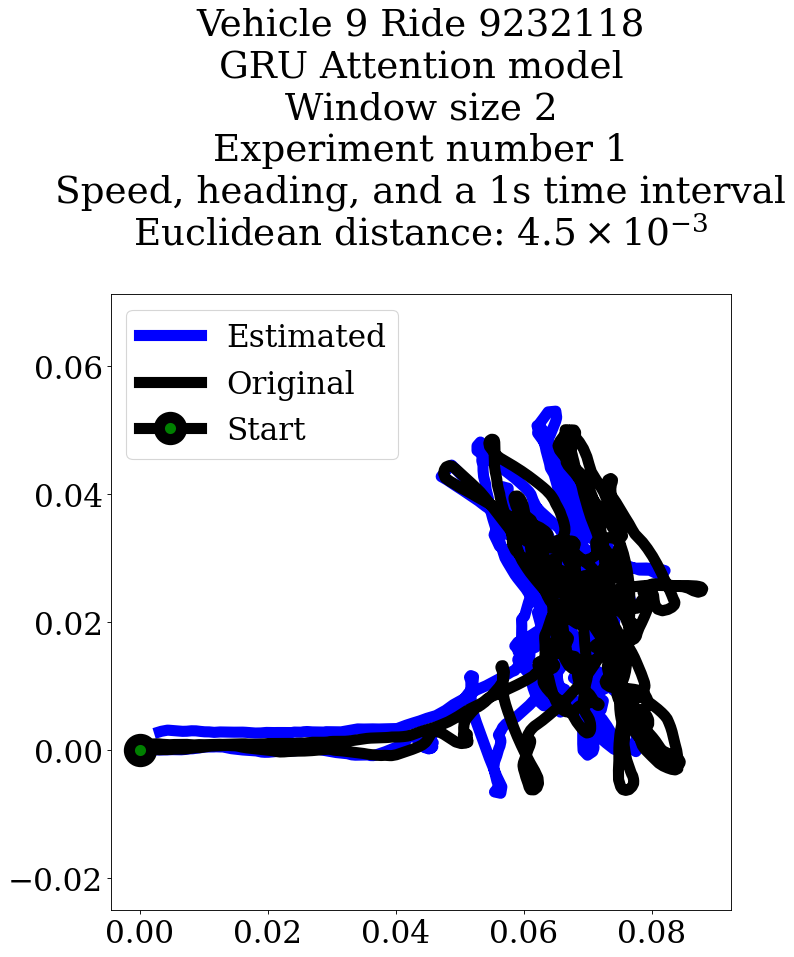 Vehicle 9 Ride 9232118
GRU Attention model
Window size 2
Experiment number 1
Speed, heading, and a 1s time interval
Euclidean distance: 4.5 × 10⁻³
Estimated
Original
Start
0.06
0.04
0.02
0.00
−0.02
0.00 0.02 0.04 0.06 0.08